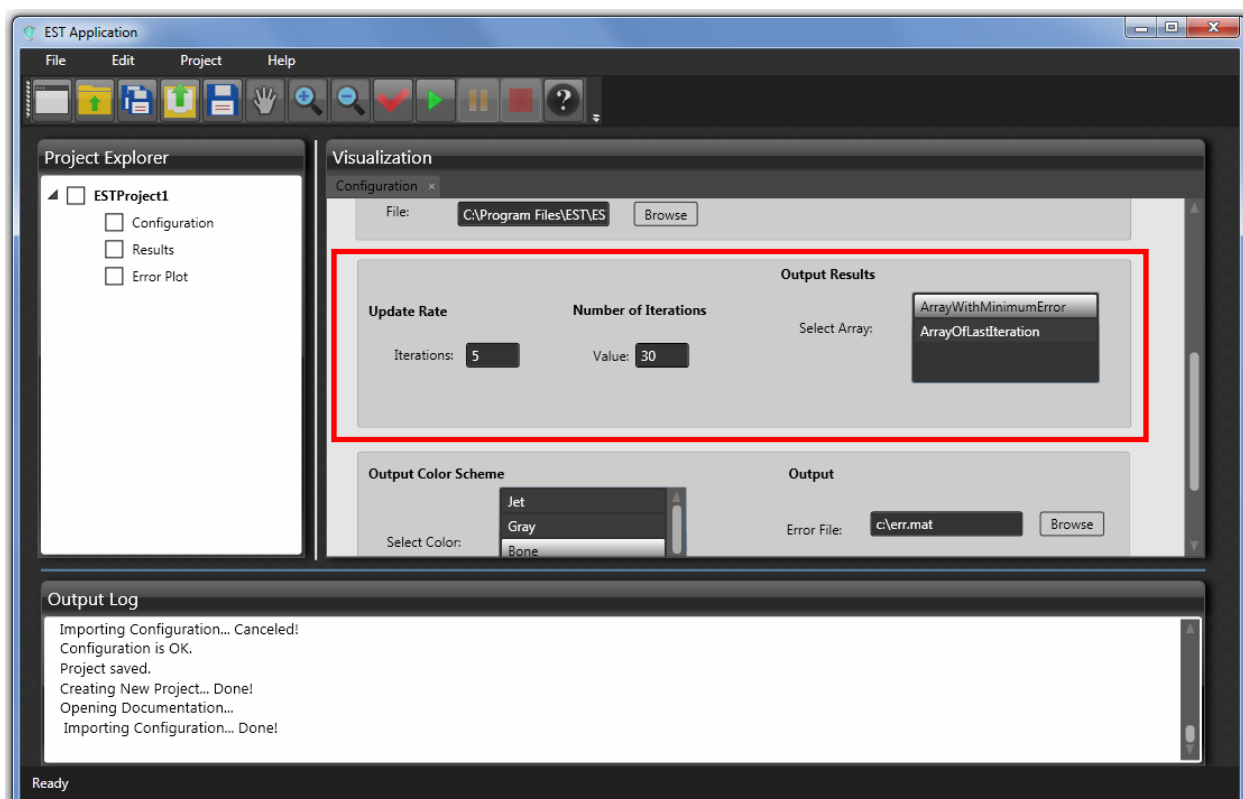 EST Application
File Edit Project Help
?
Project Explorer
ESTProject1
Configuration
Results
Error Plot
Visualization
Configuration ×
File: C:\Program Files\EST\ES Browse
Output Results
Update Rate Number of Iterations
Select Array: ArrayWithMinimumError
ArrayOfLastIteration
Iterations: 5 Value: 30
Output Color Scheme Output
Jet
Gray
Select Color: Bone
Error File: c:\err.mat Browse
Output Log
Importing Configuration... Canceled!
Configuration is OK.
Project saved.
Creating New Project... Done!
Opening Documentation...
Importing Configuration... Done!
Ready